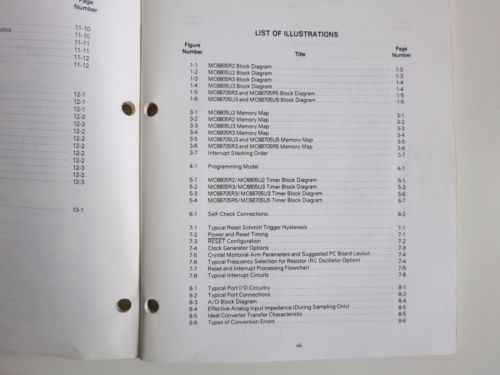 Page
Number
11-10
11-10
11-11
11-11
11-12
11-12
12-1
12-1
12-1
12-2
12-2
12-2
12-2
12-2
12-3
12-3
12-3
13-1
LIST OF ILLUSTRATIONS
Figure Number Title Page Number
1-1 MC6805R2 Block Diagram 1-3
1-2 MC6805U2 Block Diagram 1-3
1-3 MC6805R3 Block Diagram 1-4
1-4 MC6805U3 Block Diagram 1-4
1-5 MC68705R3 and MC68705R5 Block Diagram 1-5
1-6 MC68705U3 and MC68705U5 Block Diagram 1-5
3-1 MC6805U2 Memory Map 3-1
3-2 MC6805R2 Memory Map 3-2
3-3 MC6805U3 Memory Map 3-3
3-4 MC6805R3 Memory Map 3-4
3-5 MC68705U3 and MC68705U5 Memory Map 3-5
3-6 MC68705R3 and MC68705R5 Memory Map 3-6
3-7 Interrupt Stacking Order 3-7
4-1 Programming Model 4-1
5-1 MC6805R2/MC6805U2 Timer Block Diagram 5-1
5-2 MC6805R3/MC6805U3 Timer Block Diagram 5-3
5-3 MC68705R3/MC68705U3 Timer Block Diagram 5-5
5-4 MC68705R5/MC68705U5 Timer Block Diagram 5-7
6-1 Self-Check Connections 6-2
7-1 Typical Reset Schmitt Trigger Hysteresis 7-1
7-2 Power and Reset Timing 7-1
7-3 RESET Configuration 7-2
7-4 Clock Generator Options 7-3
7-5 Crystal Motional-Arm Parameters and Suggested PC Board Layout 7-4
7-6 Typical Frequency Selection for Resistor (RC Oscillator Option) 7-4
7-7 Reset and Interrupt Processing Flowchart 7-5
7-8 Typical Interrupt Circuits 7-6
8-1 Typical Port I/O Circuitry 8-1
8-2 Typical Port Connections 8-2
8-3 A/D Block Diagram 8-4
8-4 Effective Analog Input Impedance (During Sampling Only) 8-4
8-5 Ideal Converter Transfer Characteristic 8-5
8-6 Types of Conversion Errors 8-6
vii